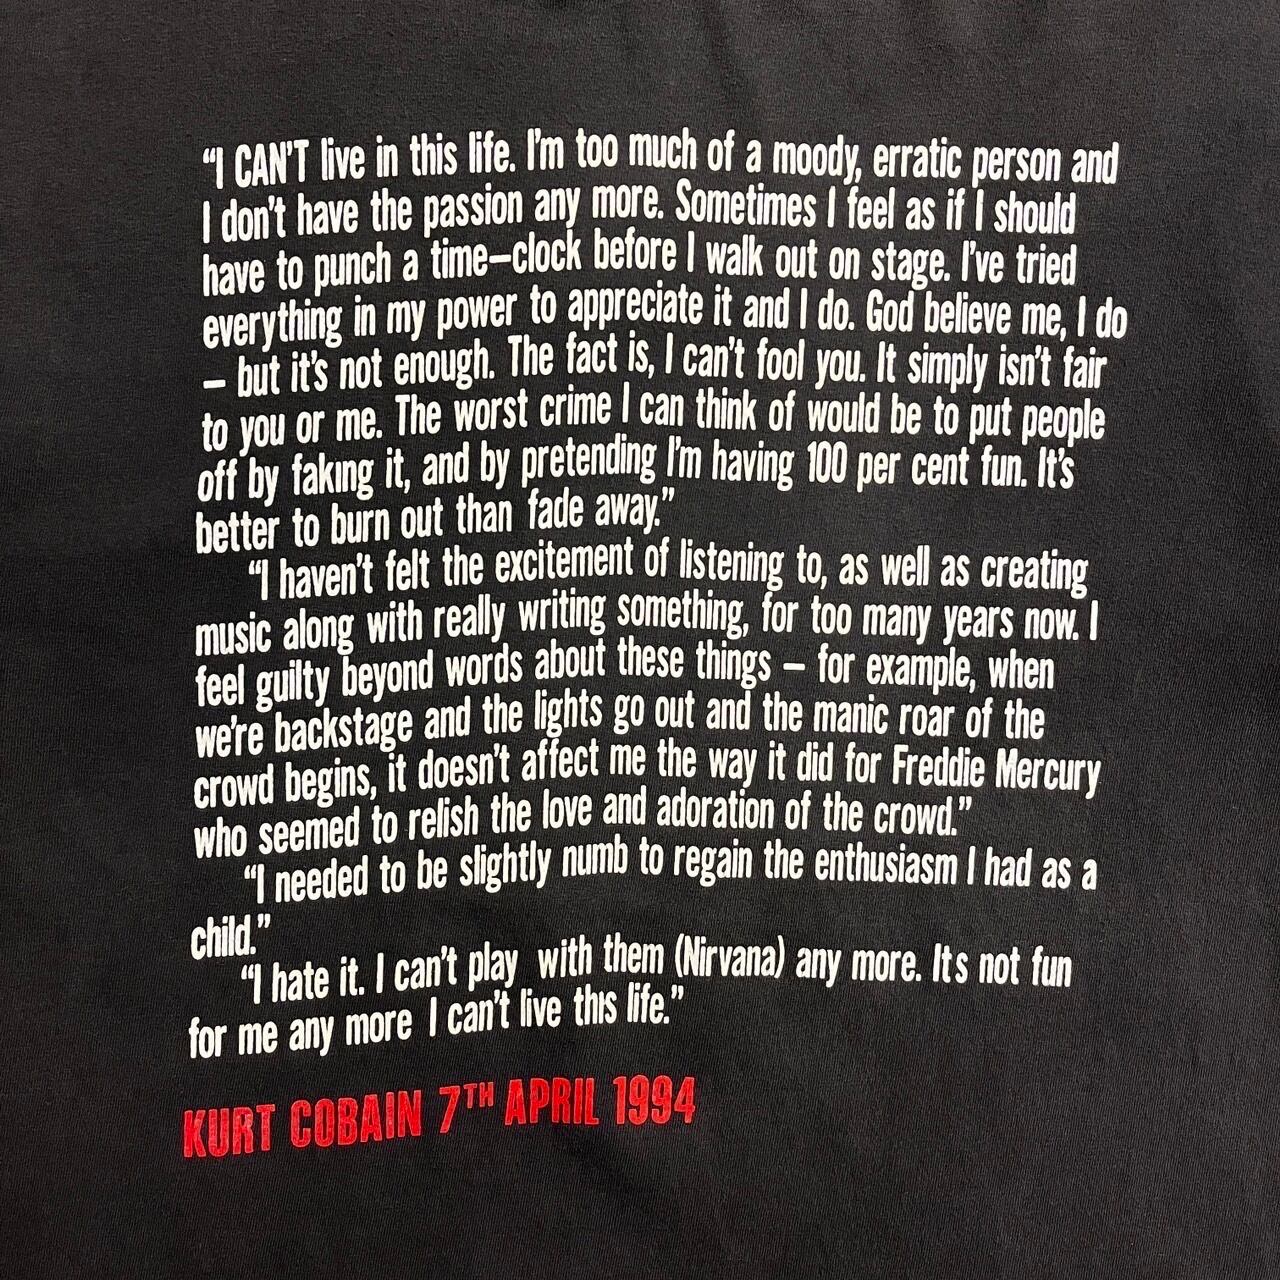 “I CAN'T live in this life. I'm too much of a moody, erratic person and
I don't have the passion any more. Sometimes I feel as if I should
have to punch a time–clock before I walk out on stage. I've tried
everything in my power to appreciate it and I do. God believe me, I do
– but it's not enough. The fact is, I can't fool you. It simply isn't fair
to you or me. The worst crime I can think of would be to put people
off by faking it, and by pretending I'm having 100 per cent fun. It's
better to burn out than fade away.”
“I haven't felt the excitement of listening to, as well as creating
music along with really writing something, for too many years now. I
feel guilty beyond words about these things – for example, when
we're backstage and the lights go out and the manic roar of the
crowd begins, it doesn't affect me the way it did for Freddie Mercury
who seemed to relish the love and adoration of the crowd.”
“I needed to be slightly numb to regain the enthusiasm I had as a
child.”
“I hate it. I can't play with them (Nirvana) any more. Its not fun
for me any more I can't live this life.”
KURT COBAIN 7TH APRIL 1994